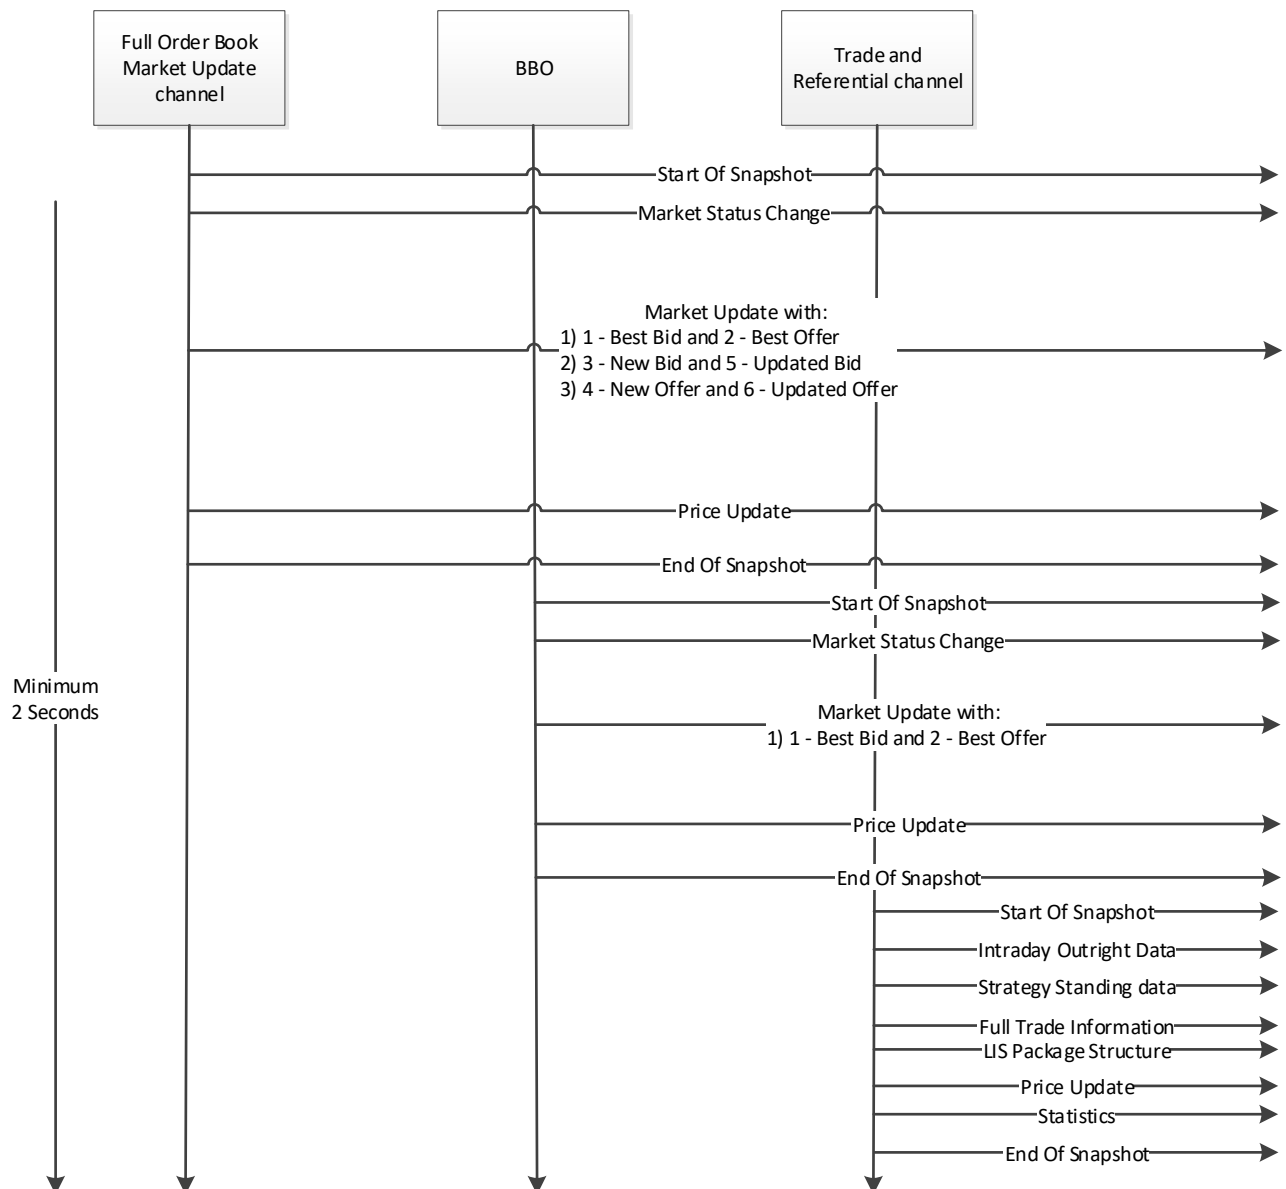 Full Order Book
Market Update
channel
BBO
Trade and
Referential channel
Start Of Snapshot
Market Status Change
Market Update with:
1) 1 - Best Bid and 2 - Best Offer
2) 3 - New Bid and 5 - Updated Bid
3) 4 - New Offer and 6 - Updated Offer
Price Update
End Of Snapshot
Start Of Snapshot
Market Status Change
Minimum
2 Seconds
Market Update with:
1) 1 - Best Bid and 2 - Best Offer
Price Update
End Of Snapshot
Start Of Snapshot
Intraday Outright Data
Strategy Standing data
Full Trade Information
LIS Package Structure
Price Update
Statistics
End Of Snapshot